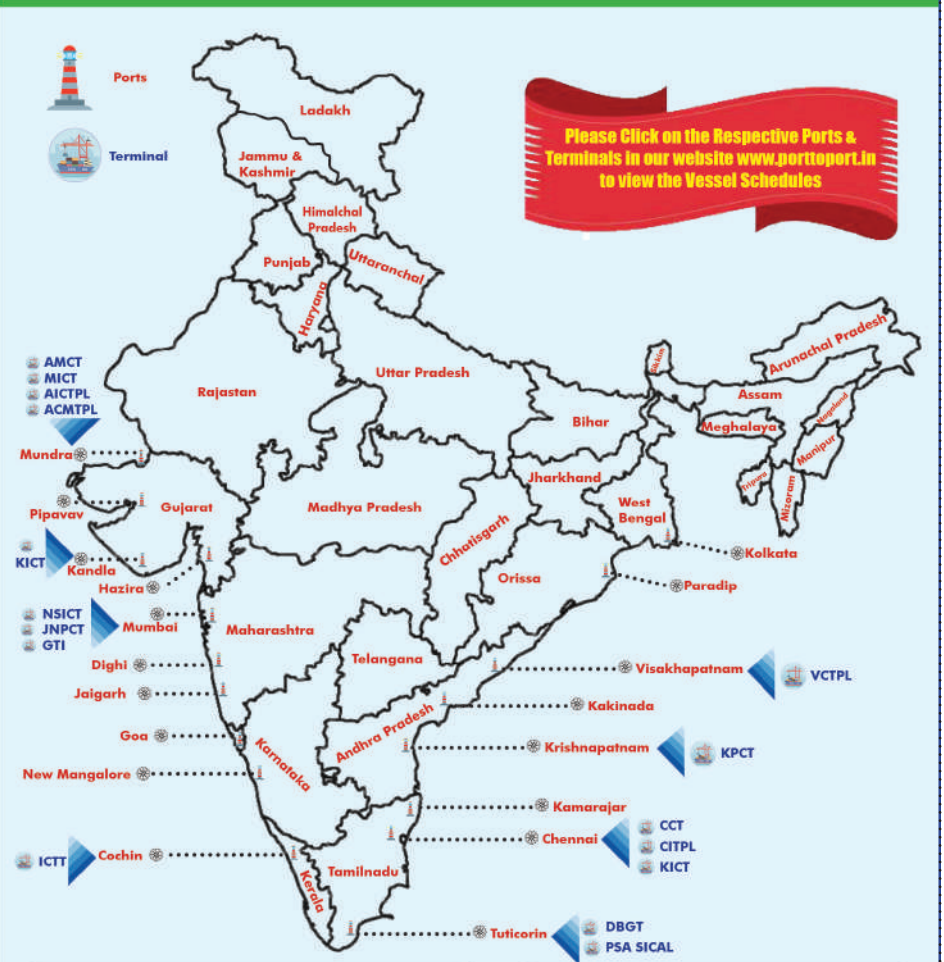 Ports
Terminal
Please Click on the Respective Ports &
Terminals in our website www.porttoport.in
to view the Vessel Schedules
Ladakh
Jammu &
Kashmir
Himalchal
Pradesh
Punjab
Uttaranchal
Haryana
Rajastan
Uttar Pradesh
Sikkin
Arunachal Pradesh
Assam
Nagaland
Meghalaya
Manipur
Tripura
Mizoram
Bihar
Jharkhand
West
Bengal
Gujarat
Madhya Pradesh
Chhatisgarh
Orissa
Maharashtra
Telangana
Andhra Pradesh
Karnataka
Kerala
Tamilnadu
AMCT
MICT
AICTPL
ACMTPL
Mundra
Pipavav
KICT
Kandla
Hazira
NSICT
JNPCT
GTI
Mumbai
Dighi
Jaigarh
Goa
New Mangalore
ICTT
Cochin
Kolkata
Paradip
Visakhapatnam
VCTPL
Kakinada
Krishnapatnam
KPCT
Kamarajar
Chennai
CCT
CITPL
KICT
Tuticorin
DBGT
PSA SICAL